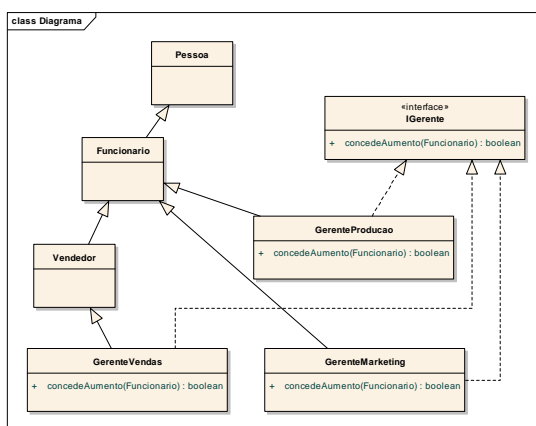 class Diagrama
Pessoa
«interface»
IGerente
+ concedeAumento(Funcionario) : boolean
Funcionario
GerenteProducao
+ concedeAumento(Funcionario) : boolean
Vendedor
GerenteVendas
+ concedeAumento(Funcionario) : boolean
GerenteMarketing
+ concedeAumento(Funcionario) : boolean